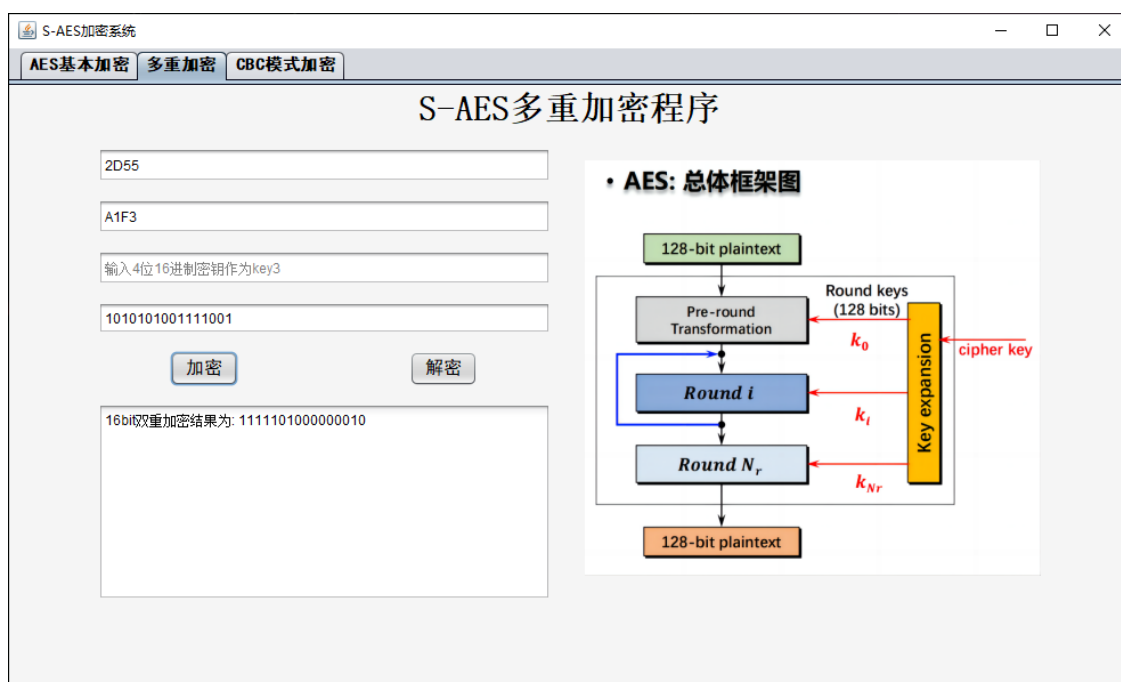 S-AES加密系统
AES基本加密 多重加密 CBC模式加密
S-AES多重加密程序
2D55
A1F3
输入4位16进制密钥作为key3
1010101001111001
加密 解密
16bit双重加密结果为: 1111101000000010
• AES: 总体框架图
128-bit plaintext
Pre-round
Transformation
Round keys
(128 bits)
k₀
cipher key
Round i
kᵢ
Key expansion
Round Nᵣ
k_Nr
128-bit plaintext